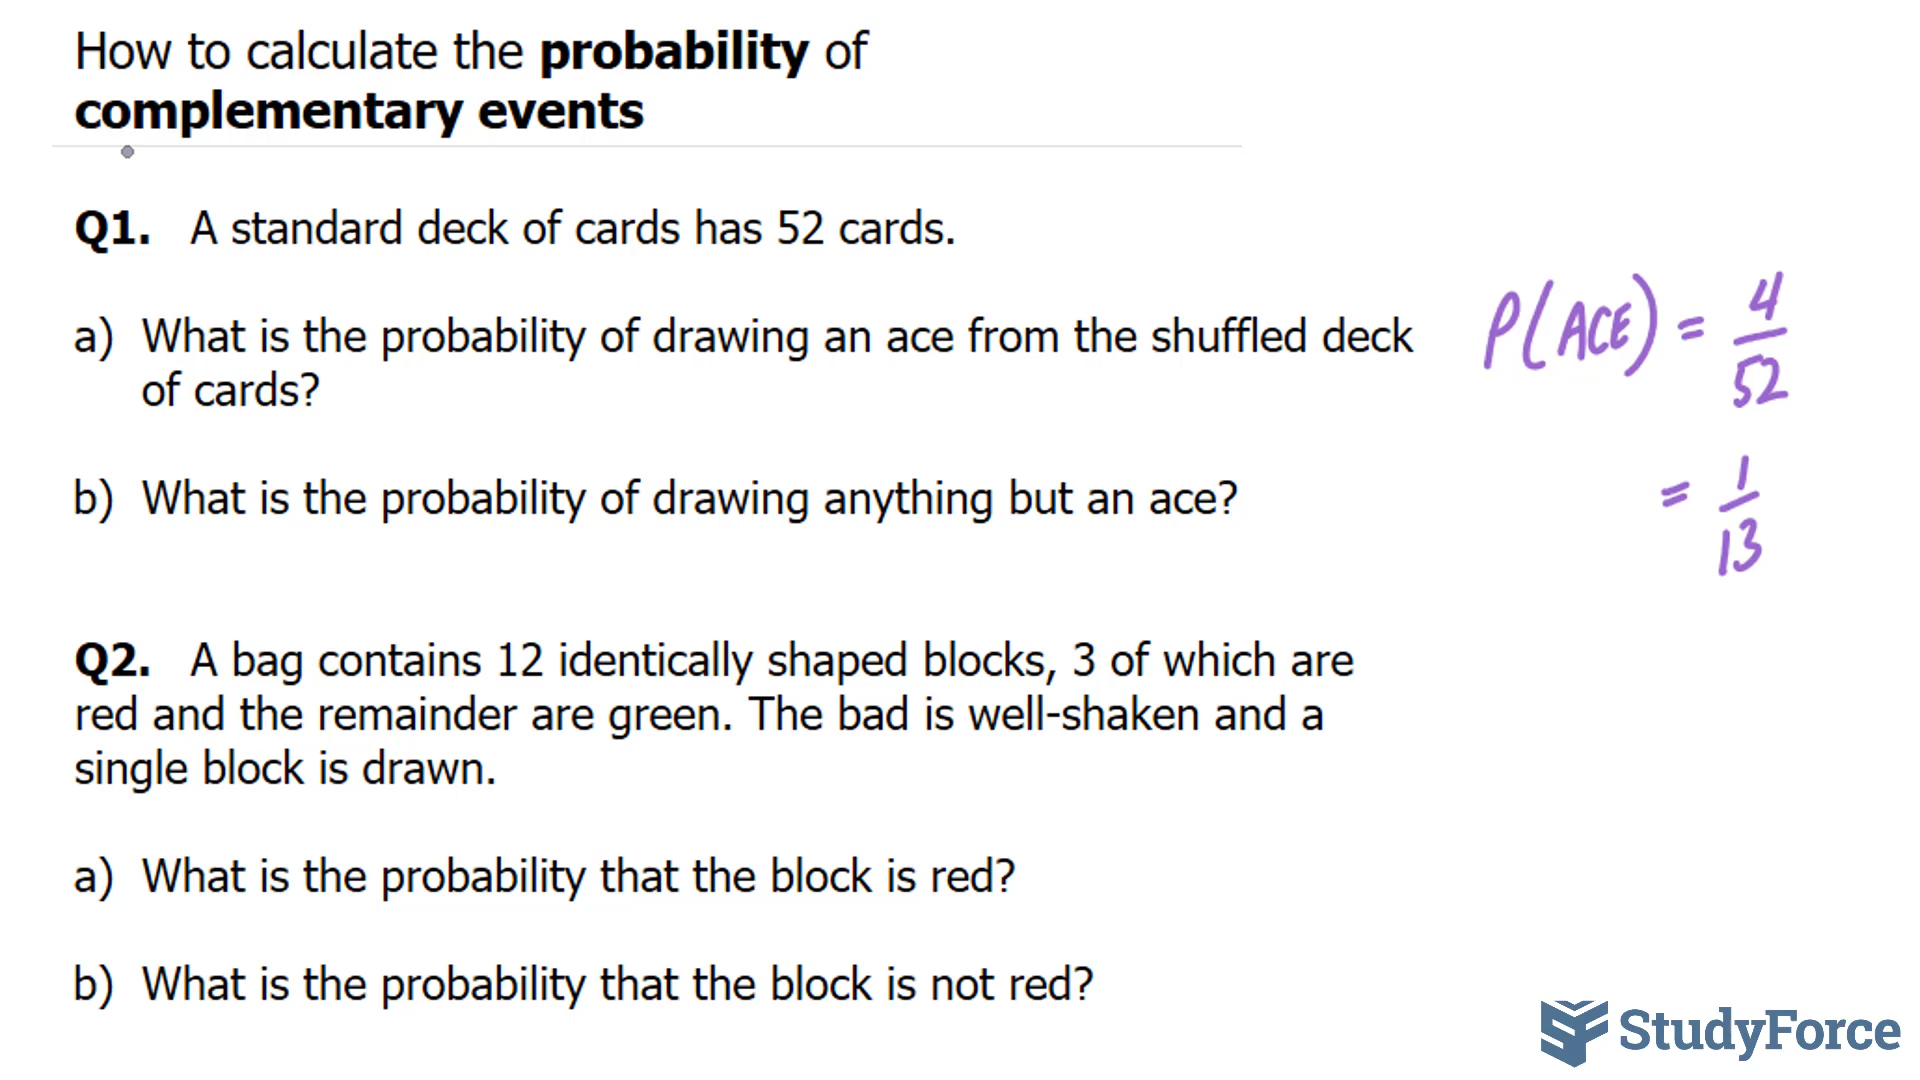 How to calculate the probability of
complementary events
Q1. A standard deck of cards has 52 cards.
a) What is the probability of drawing an ace from the shuffled deck
of cards?
P(ACE) = 4/52
b) What is the probability of drawing anything but an ace?
= 1/13
Q2. A bag contains 12 identically shaped blocks, 3 of which are
red and the remainder are green. The bad is well-shaken and a
single block is drawn.
a) What is the probability that the block is red?
b) What is the probability that the block is not red?
StudyForce